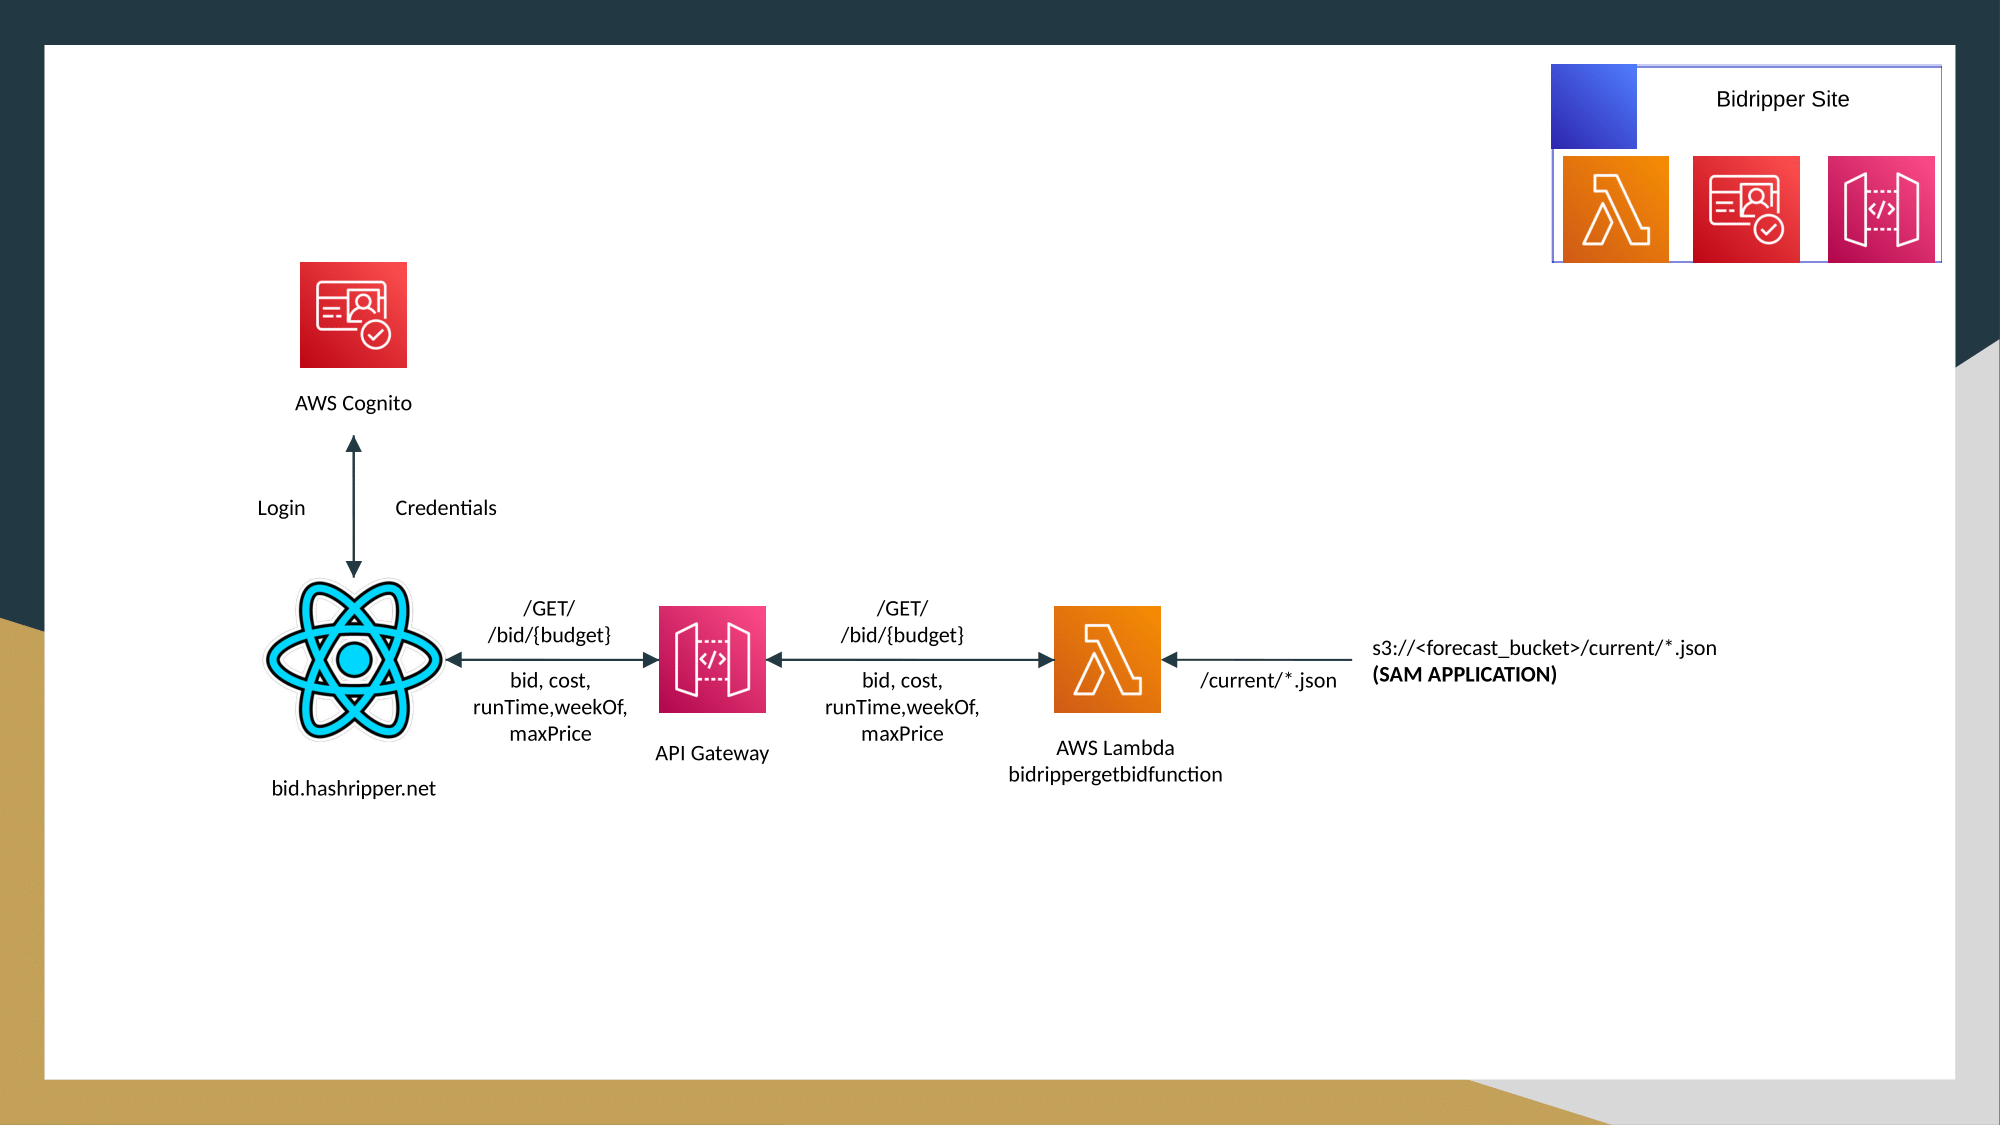 Bidripper Site
AWS Cognito
Login
Credentials
/GET/
/bid/{budget}
bid, cost,
runTime,weekOf,
maxPrice
API Gateway
/GET/
/bid/{budget}
bid, cost,
runTime,weekOf,
maxPrice
AWS Lambda
bidrippergetbidfunction
/current/*.json
s3://<forecast_bucket>/current/*.json
(SAM APPLICATION)
bid.hashripper.net